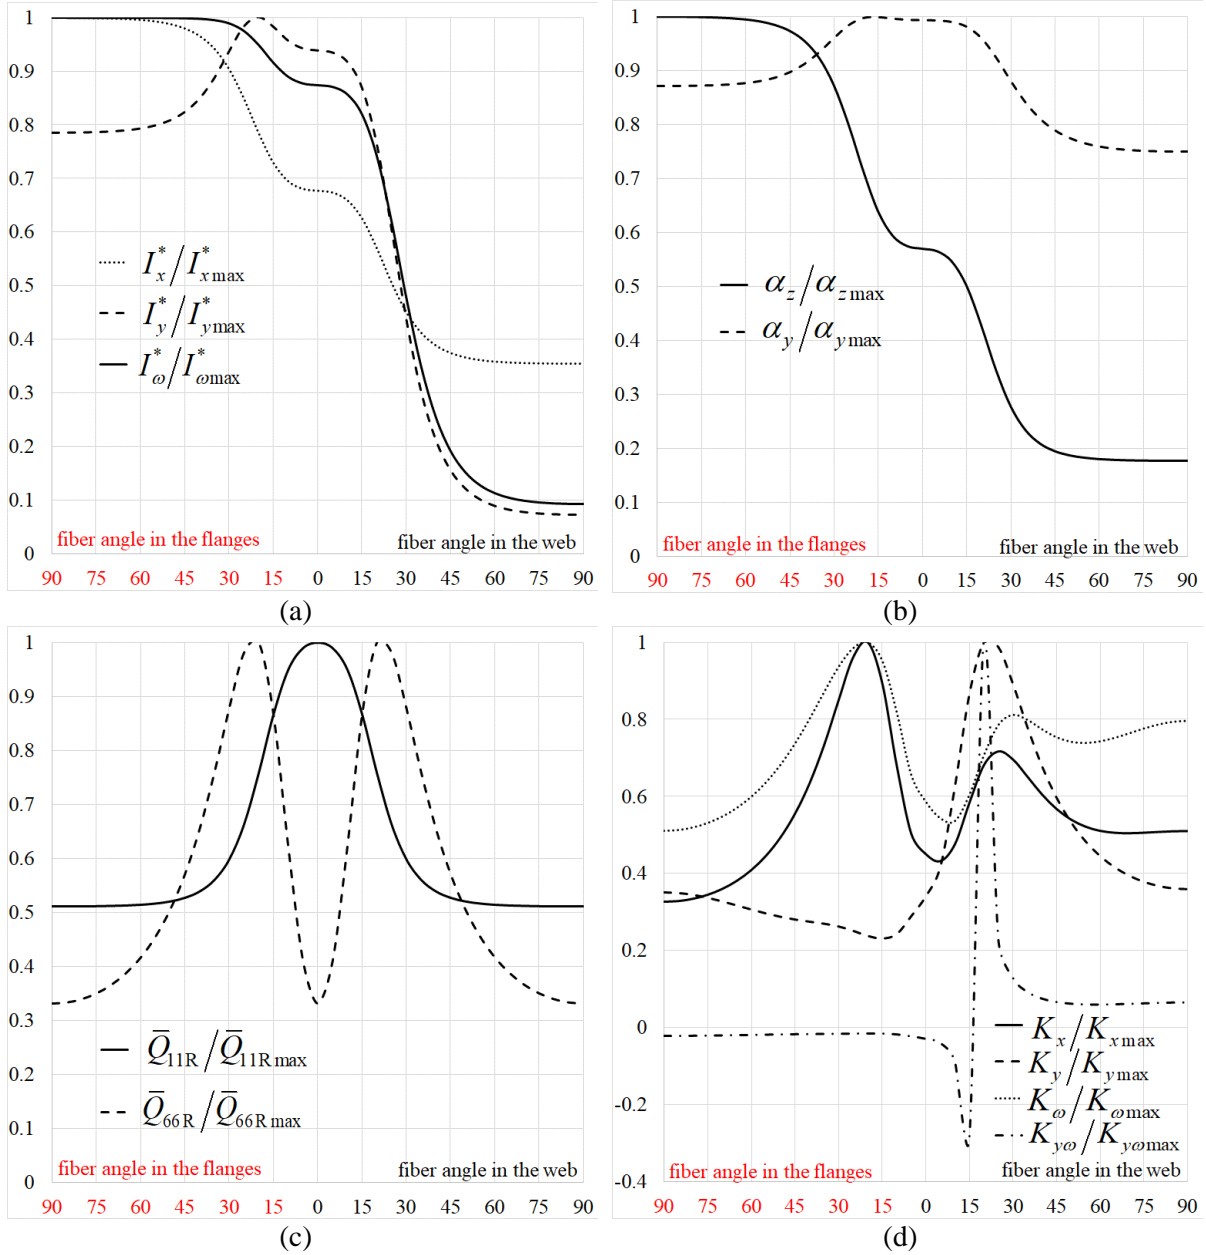 (a)
1
0.9
0.8
0.7
0.6
0.5
0.4
0.3
0.2
0.1
0
I*x/I*x max
I*y/I*y max
I*ω/I*ω max
fiber angle in the flanges
fiber angle in the web
90 75 60 45 30 15 0 15 30 45 60 75 90
(a)
(b)
1
0.9
0.8
0.7
0.6
0.5
0.4
0.3
0.2
0.1
0
αz/αz max
αy/αy max
fiber angle in the flanges
fiber angle in the web
90 75 60 45 30 15 0 15 30 45 60 75 90
(b)
1
0.9
0.8
0.7
0.6
0.5
0.4
0.3
0.2
0.1
0
Q̅11R/Q̅11R max
Q̅66R/Q̅66R max
fiber angle in the flanges
fiber angle in the web
90 75 60 45 30 15 0 15 30 45 60 75 90
(c)
1
0.8
0.6
0.4
0.2
0
-0.2
-0.4
Kx/Kx max
Ky/Ky max
Kω/Kω max
Kyω/Kyω max
fiber angle in the flanges
fiber angle in the web
90 75 60 45 30 15 0 15 30 45 60 75 90
(d)